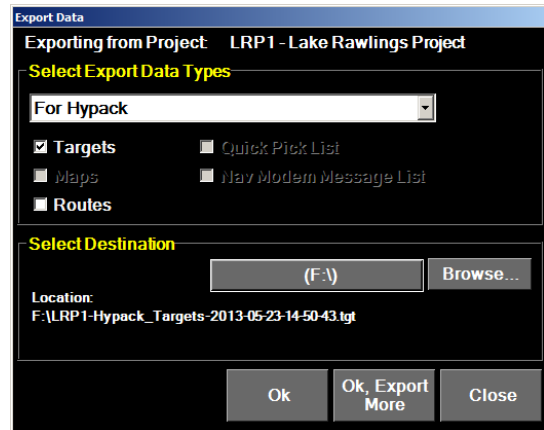 Export Data
Exporting from Project: LRP1 - Lake Rawlings Project
Select Export Data Types
For Hypack
Targets
Quick Pick List
Maps
Nav Modem Message List
Routes
Select Destination
(F:\)
Browse...
Location:
F:\LRP1-Hypack_Targets-2013-05-23-14-50-43.tgt
Ok
Ok, Export
More
Close